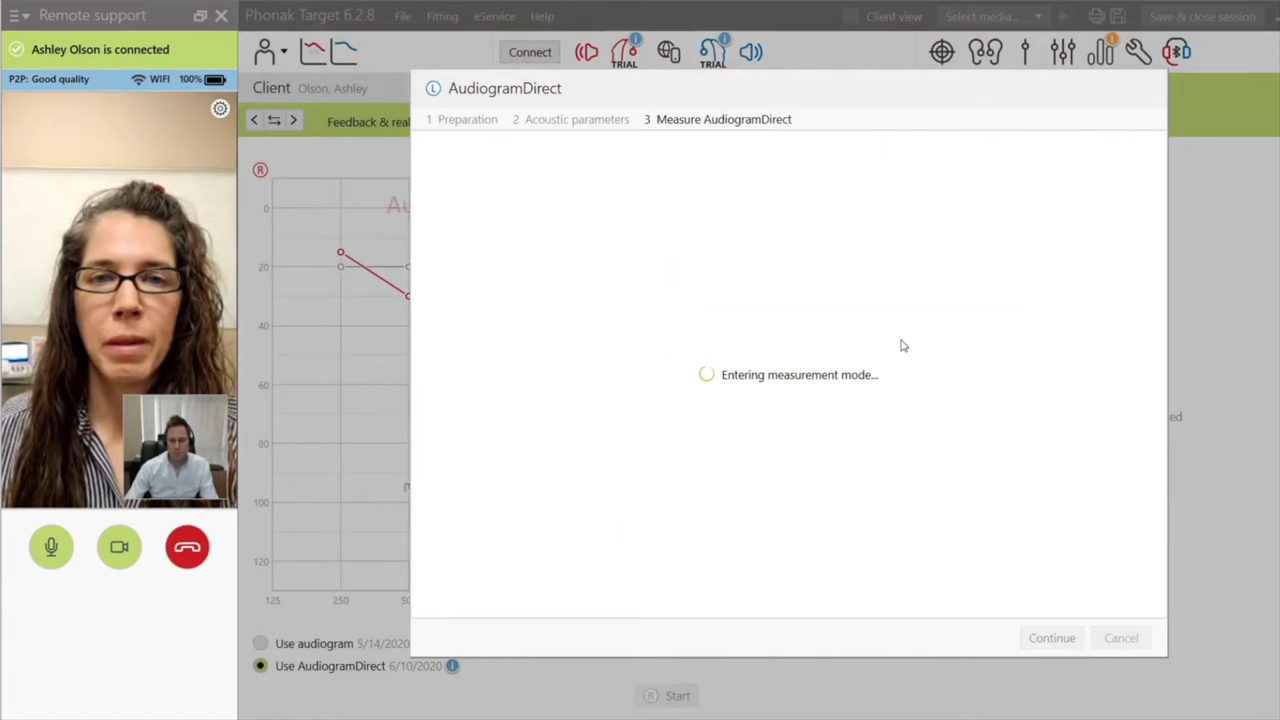 Remote support
Phonak Target 6.2.8
File
Fitting
eService
Help
Client view
Select media...
Save & close session
Ashley Olson is connected
P2P: Good quality
WIFI
100%
Connect
TRIAL
TRIAL
Client
Olson, Ashley
Feedback & real
L AudiogramDirect
1 Preparation
2 Acoustic parameters
3 Measure AudiogramDirect
R
Au
0
20
40
60
80
100
120
125
250
50
Entering measurement mode...
ed
Use audiogram 5/14/2020
Use AudiogramDirect 6/10/2020
Continue
Cancel
R Start